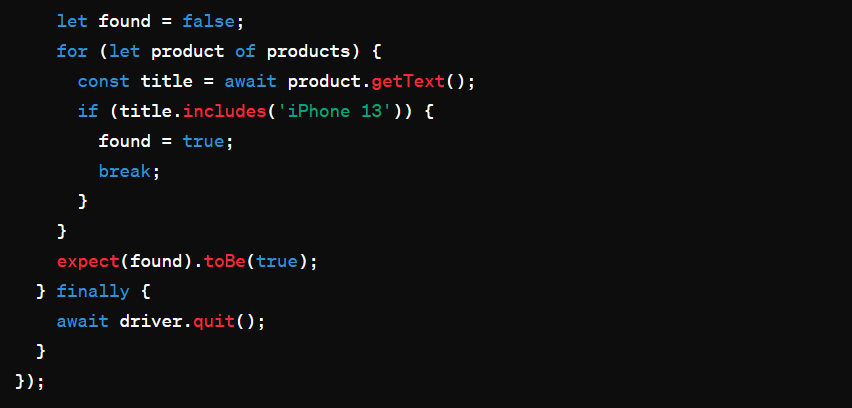 let found = false;
for (let product of products) {
const title = await product.getText();
if (title.includes('iPhone 13')) {
found = true;
break;
}
}
expect(found).toBe(true);
} finally {
await driver.quit();
}
});